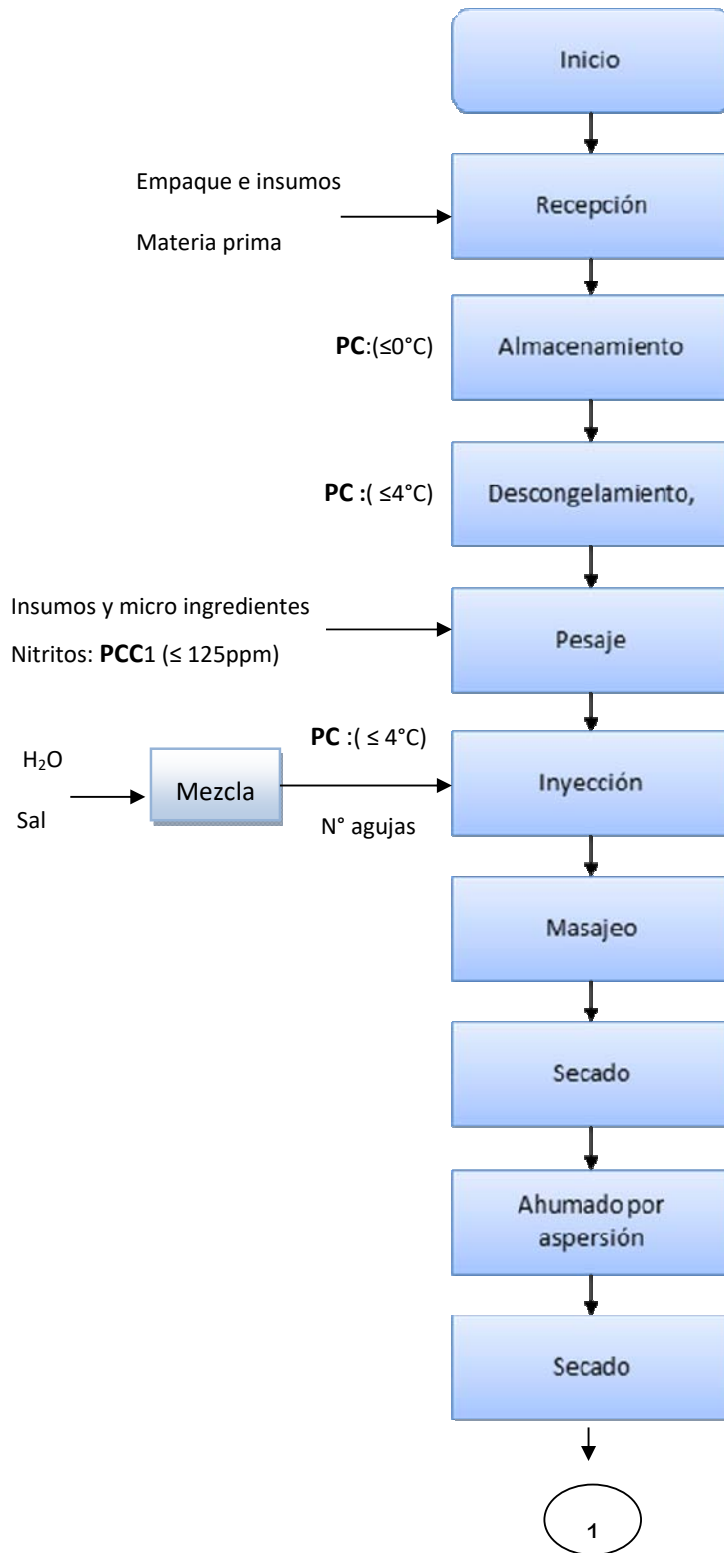 Inicio
Empaque e insumos
Recepción
Materia prima
PC:(≤0°C)
Almacenamiento
PC :( ≤4°C)
Descongelamiento,
Insumos y micro ingredientes
Pesaje
Nitritos: PCC1 (≤ 125ppm)
PC :( ≤ 4°C)
H₂O
Mezcla
Inyección
Sal
N° agujas
Masajeo
Secado
Ahumado por
aspersión
Secado
1